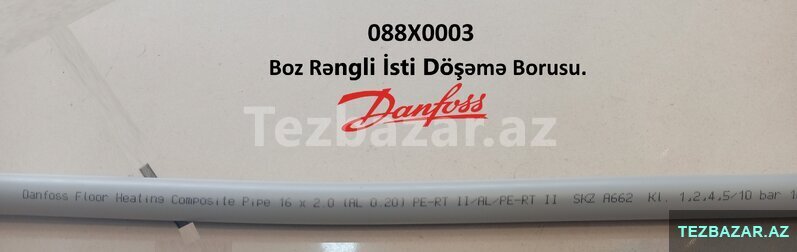 088X0003
Boz Rəngli İsti Döşəmə Borusu.
Danfoss
Tezbazar.az
Danfoss Floor Heating Composite Pipe 16 x 2.0 (AL 0.20) PE-RT II/AL/PE-RT II SKZ A662 Kl. 1,2,4,5/10 bar
TEZBAZAR.AZ